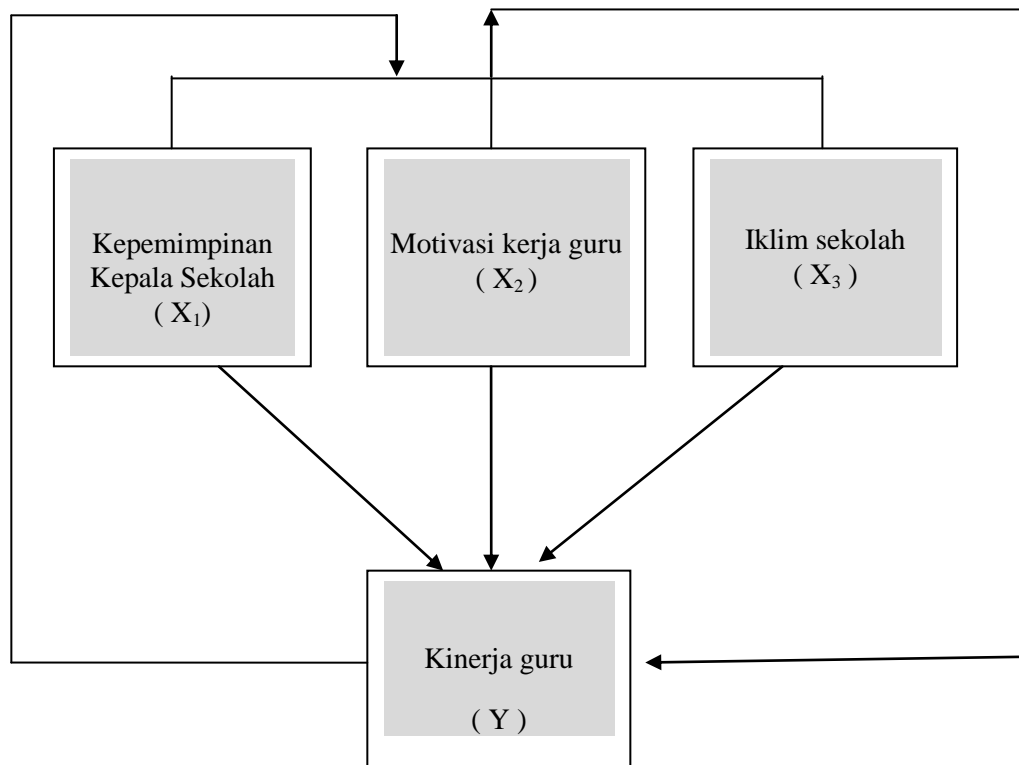 Kepemimpinan
Kepala Sekolah
( X₁)
Motivasi kerja guru
( X₂ )
Iklim sekolah
( X₃ )
Kinerja guru
( Y )